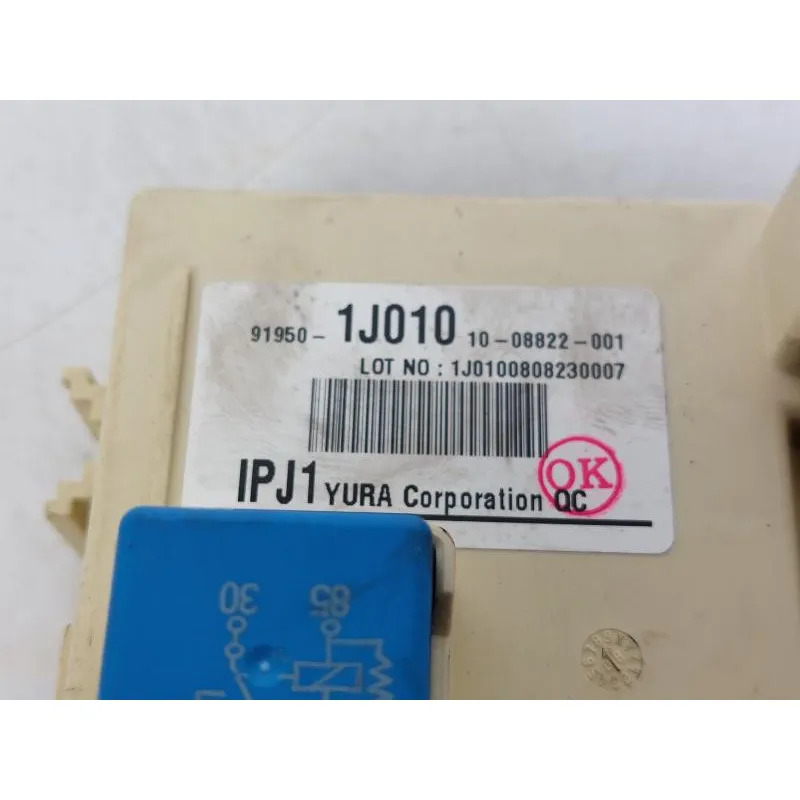 91950- 1J010 10-08822-001
LOT NO : 1J0100808230007
IPJ1 YURA Corporation QC
OK
30
85